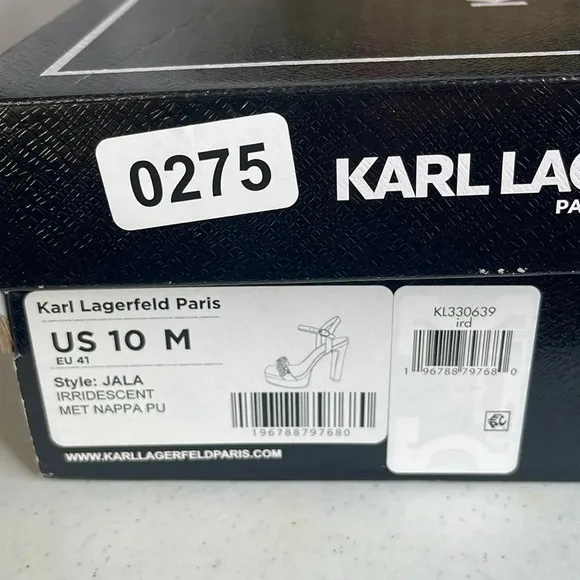 0275
KARL LAG
PA
Karl Lagerfeld Paris
US 10 M
EU 41
Style: JALA
IRRIDESCENT
MET NAPPA PU
196788797680
WWW.KARLLAGERFELDPARIS.COM
KL330639
ird
1 96788 79768 0